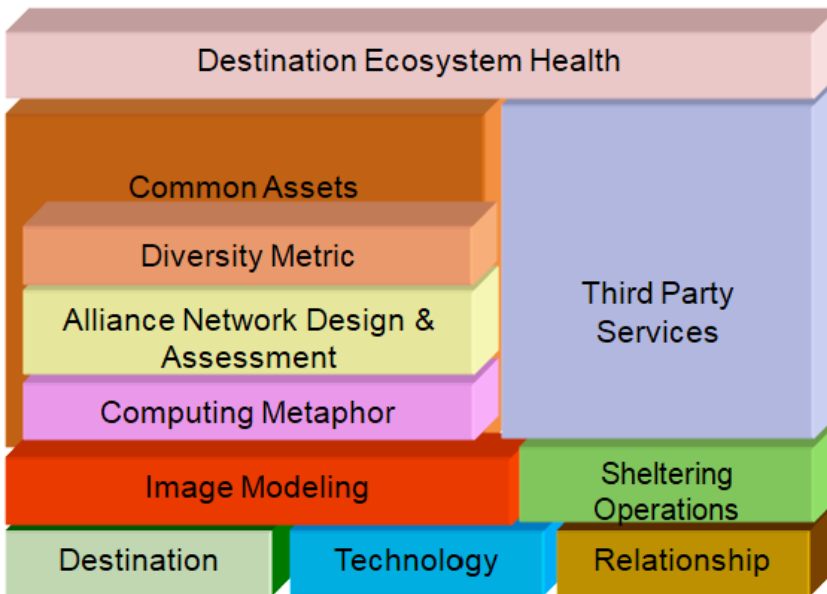 Destination Ecosystem Health
Common Assets
Diversity Metric
Alliance Network Design &
Assessment
Computing Metaphor
Third Party
Services
Image Modeling
Sheltering
Operations
Destination
Technology
Relationship